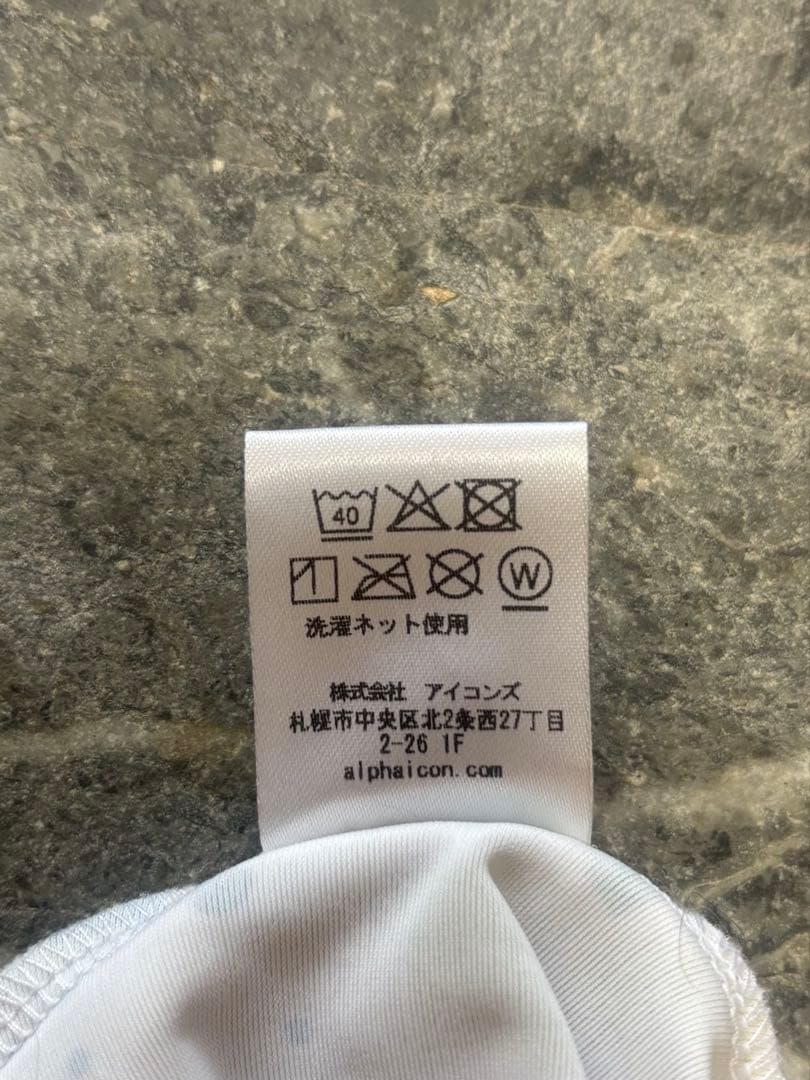 40
W
洗濯ネット使用
株式会社 アイコンズ
札幌市中央区北2条西27丁目
2-26 1F
alphaicon.com